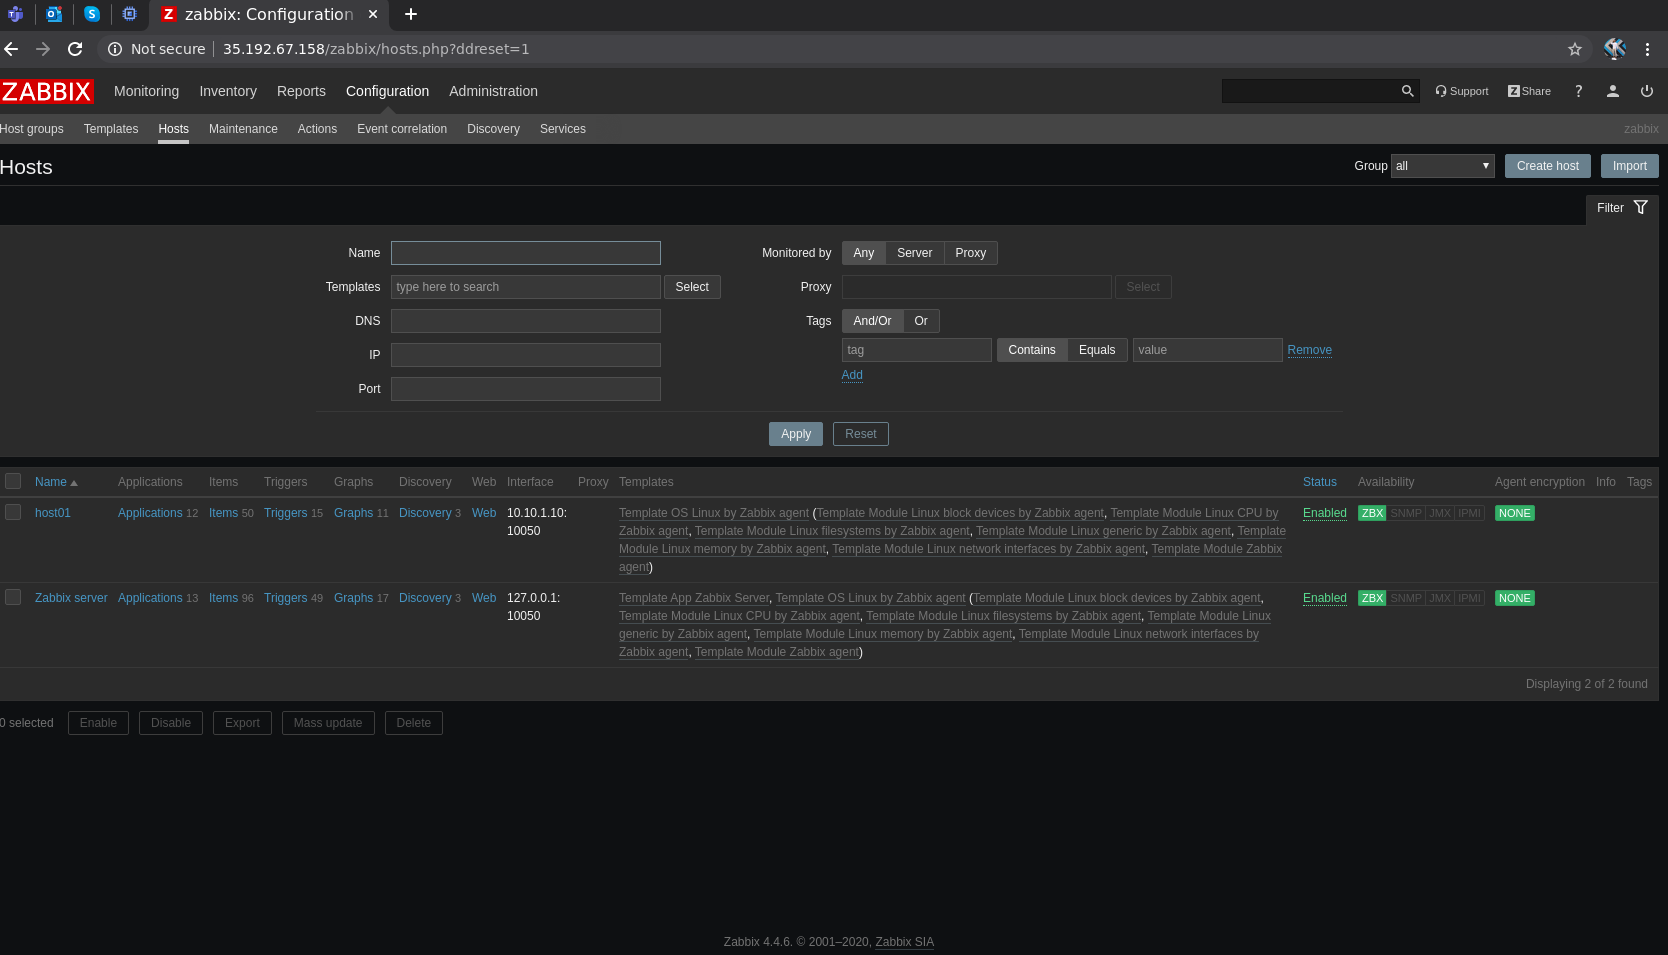 zabbix: Configuration
Not secure 35.192.67.158/zabbix/hosts.php?ddreset=1
ZABBIX Monitoring Inventory Reports Configuration Administration Support Z Share ?
Host groups Templates Hosts Maintenance Actions Event correlation Discovery Services zabbix
Hosts Group all Create host Import
Filter
Name Monitored by Any Server Proxy
Templates type here to search Select Proxy Select
DNS Tags And/Or Or
IP tag Contains Equals value Remove
Add
Port
Apply Reset
Name Applications Items Triggers Graphs Discovery Web Interface Proxy Templates Status Availability Agent encryption Info Tags
host01 Applications 12 Items 50 Triggers 15 Graphs 11 Discovery 3 Web 10.10.1.10: Template OS Linux by Zabbix agent (Template Module Linux block devices by Zabbix agent, Template Module Linux CPU by Enabled ZBX SNMP JMX IPMI NONE
10050 Zabbix agent, Template Module Linux filesystems by Zabbix agent, Template Module Linux generic by Zabbix agent, Template
Module Linux memory by Zabbix agent, Template Module Linux network interfaces by Zabbix agent, Template Module Zabbix
agent)
Zabbix server Applications 13 Items 96 Triggers 49 Graphs 17 Discovery 3 Web 127.0.0.1: Template App Zabbix Server, Template OS Linux by Zabbix agent (Template Module Linux block devices by Zabbix agent, Enabled ZBX SNMP JMX IPMI NONE
10050 Template Module Linux CPU by Zabbix agent, Template Module Linux filesystems by Zabbix agent, Template Module Linux
generic by Zabbix agent, Template Module Linux memory by Zabbix agent, Template Module Linux network interfaces by
Zabbix agent, Template Module Zabbix agent)
Displaying 2 of 2 found
0 selected Enable Disable Export Mass update Delete
Zabbix 4.4.6. © 2001–2020, Zabbix SIA